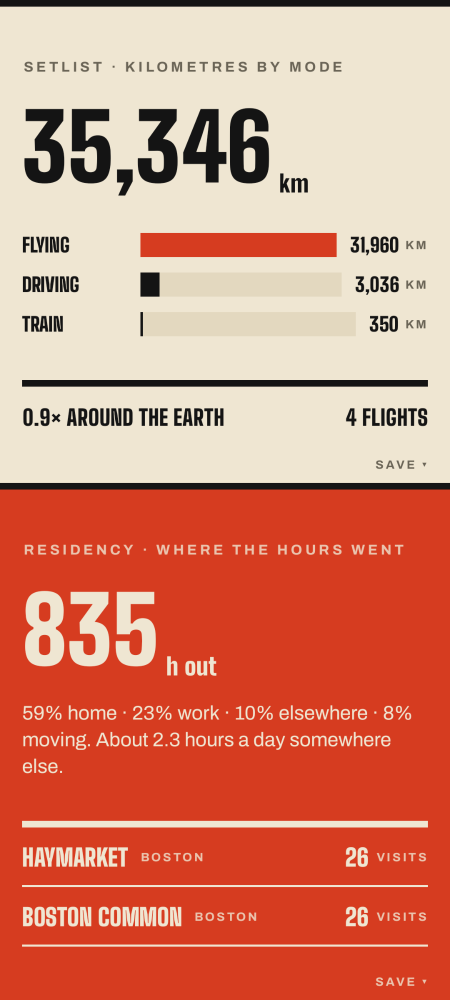 SETLIST · KILOMETRES BY MODE
35,346 km
FLYING 31,960 KM
DRIVING 3,036 KM
TRAIN 350 KM
0.9× AROUND THE EARTH 4 FLIGHTS
SAVE ▾
RESIDENCY · WHERE THE HOURS WENT
835 h out
59% home · 23% work · 10% elsewhere · 8%
moving. About 2.3 hours a day somewhere
else.
HAYMARKET BOSTON 26 VISITS
BOSTON COMMON BOSTON 26 VISITS
SAVE ▾